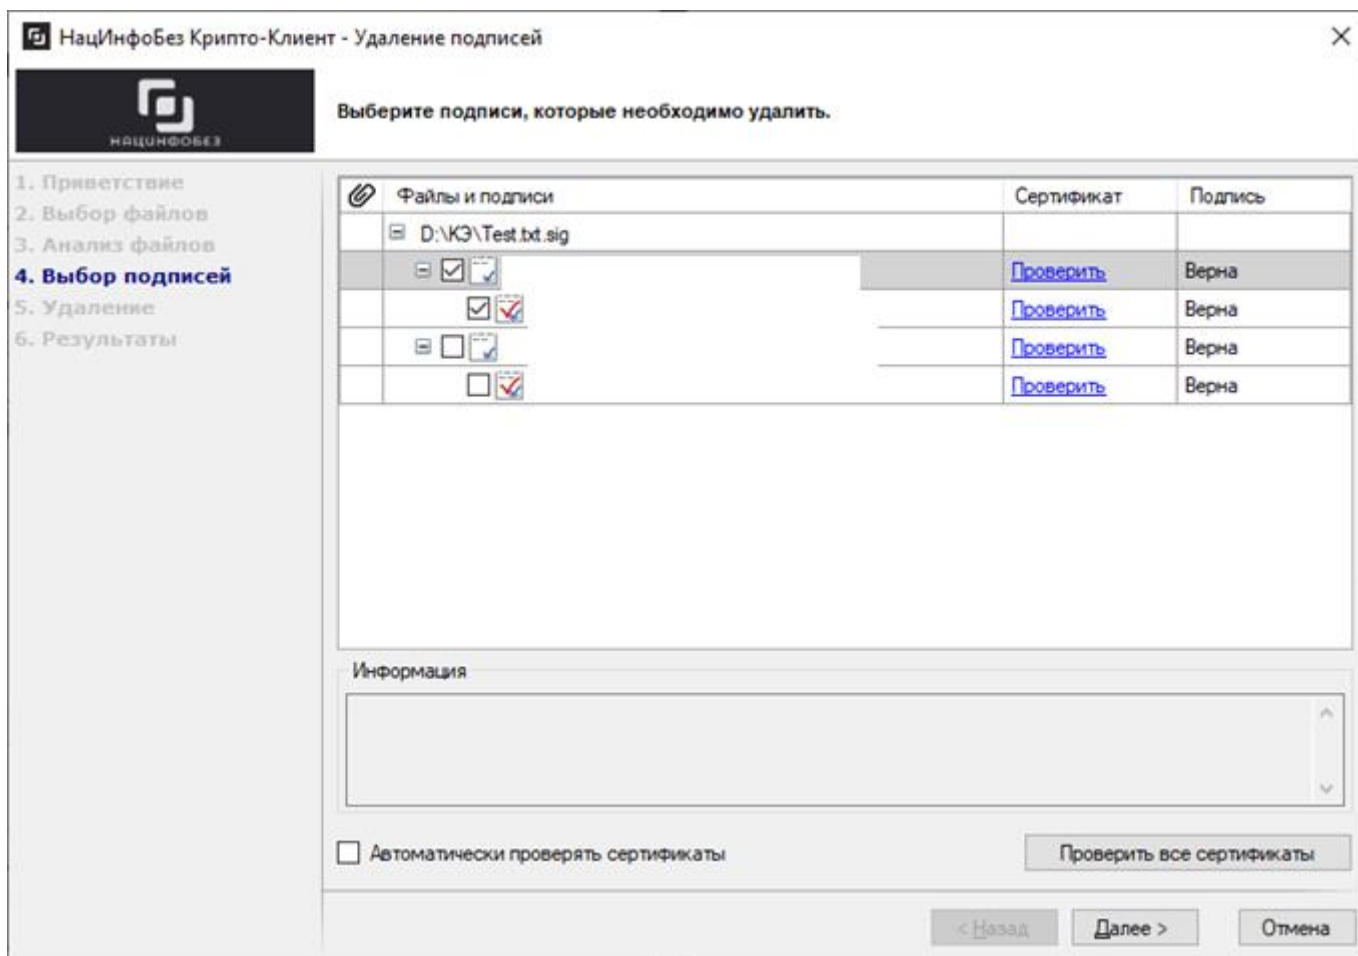 НацИнфоБез Крипто-Клиент - Удаление подписей
НАЦИНФОБЕЗ
Выберите подписи, которые необходимо удалить.
1. Приветствие
2. Выбор файлов
3. Анализ файлов
4. Выбор подписей
5. Удаление
6. Результаты
Файлы и подписи Сертификат Подпись
D:\КЭ\Test.txt.sig
Проверить Верна
Проверить Верна
Проверить Верна
Проверить Верна
Информация
Автоматически проверять сертификаты Проверить все сертификаты
< Назад Далее > Отмена